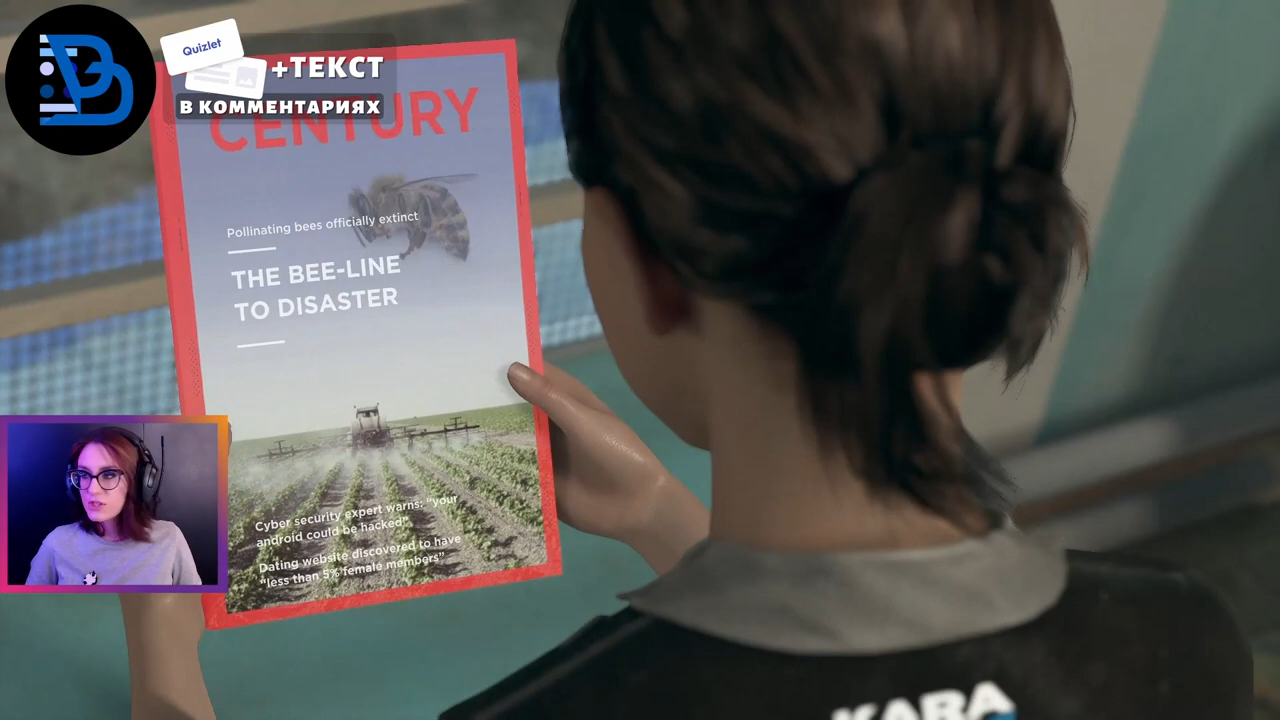 Quizlet
+ТЕКСТ
В КОММЕНТАРИЯХ
CENTURY
Pollinating bees officially extinct
THE BEE-LINE
TO DISASTER
Cyber security expert warns: "your
android could be hacked"
Dating website discovered to have
"less than 5% female members"
KARA